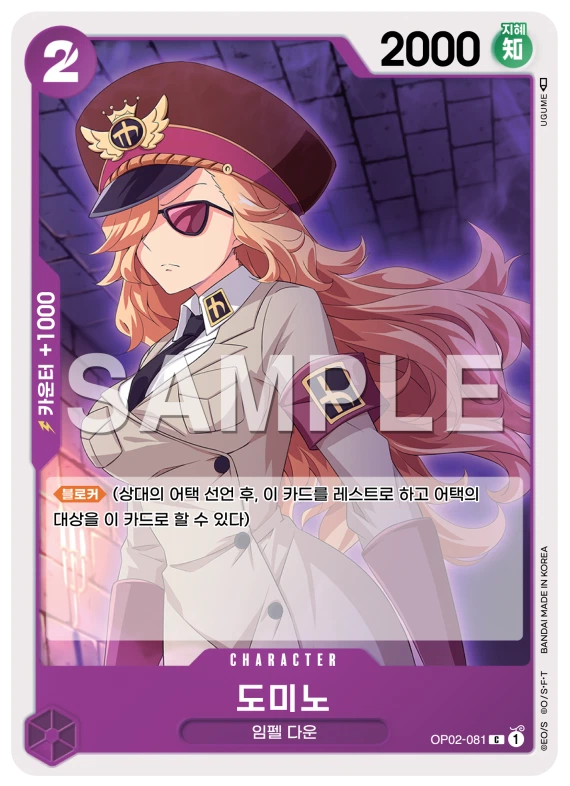 2
2000
지혜
知
UGUME
카운터 +1000
SAMPLE
블로커 (상대의 어택 선언 후, 이 카드를 레스트로 하고 어택의
대상을 이 카드로 할 수 있다)
CHARACTER
도미노
임펠 다운
OP02-081 C 1
©E.O/S ©O/S·F·T BANDAI MADE IN KOREA